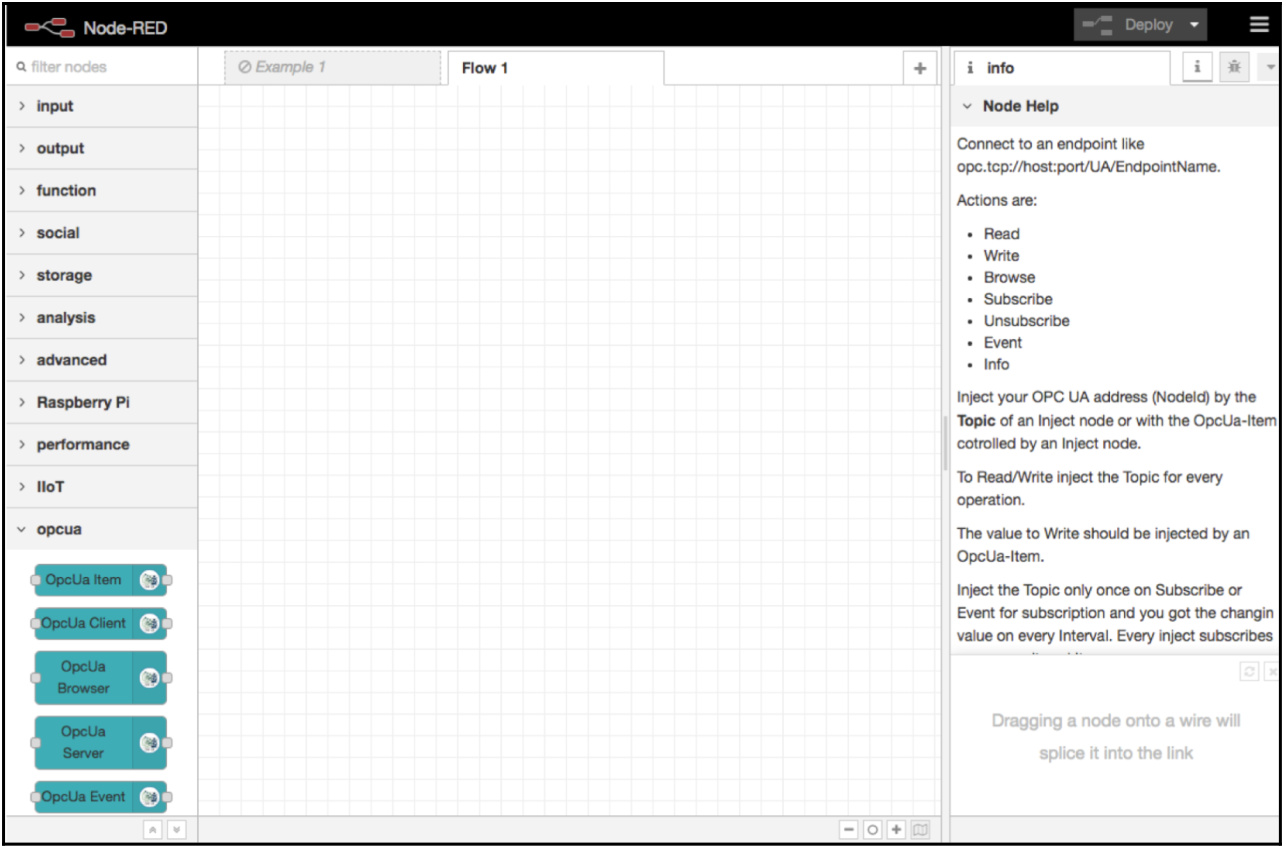 Node-RED
Deploy
filter nodes
Example 1
Flow 1
info
input
output
function
social
storage
analysis
advanced
Raspberry Pi
performance
IIoT
opcua
OpcUa Item
OpcUa Client
OpcUa
Browser
OpcUa
Server
OpcUa Event
Node Help
Connect to an endpoint like
opc.tcp://host:port/UA/EndpointName.
Actions are:
• Read
• Write
• Browse
• Subscribe
• Unsubscribe
• Event
• Info
Inject your OPC UA address (NodeId) by the
Topic of an Inject node or with the OpcUa-Item
cotrolled by an Inject node.
To Read/Write inject the Topic for every
operation.
The value to Write should be injected by an
OpcUa-Item.
Inject the Topic only once on Subscribe or
Event for subscription and you got the changin
value on every Interval. Every inject subscribes
Dragging a node onto a wire will
splice it into the link